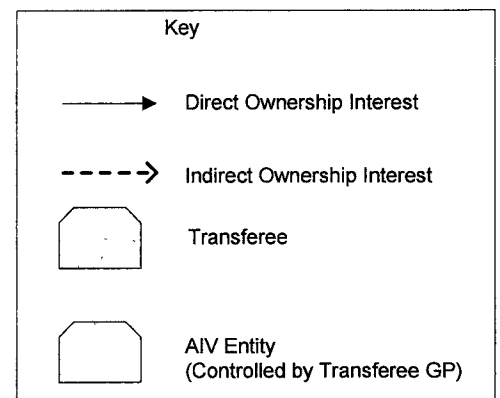 Key
Direct Ownership Interest
Indirect Ownership Interest
Transferee
AIV Entity
(Controlled by Transferee GP)